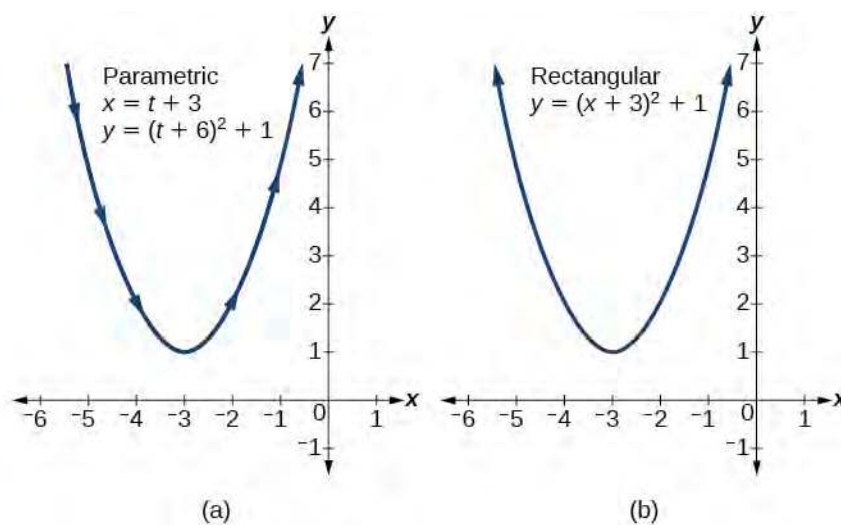 y
7
Parametric
x = t + 3
6
y = (t + 6)² + 1
5
4
3
2
1
−6 −5 −4 −3 −2 −1 0 1 x
−1
(a)
y
7
Rectangular
6
y = (x + 3)² + 1
5
4
3
2
1
−6 −5 −4 −3 −2 −1 0 1 x
−1
(b)